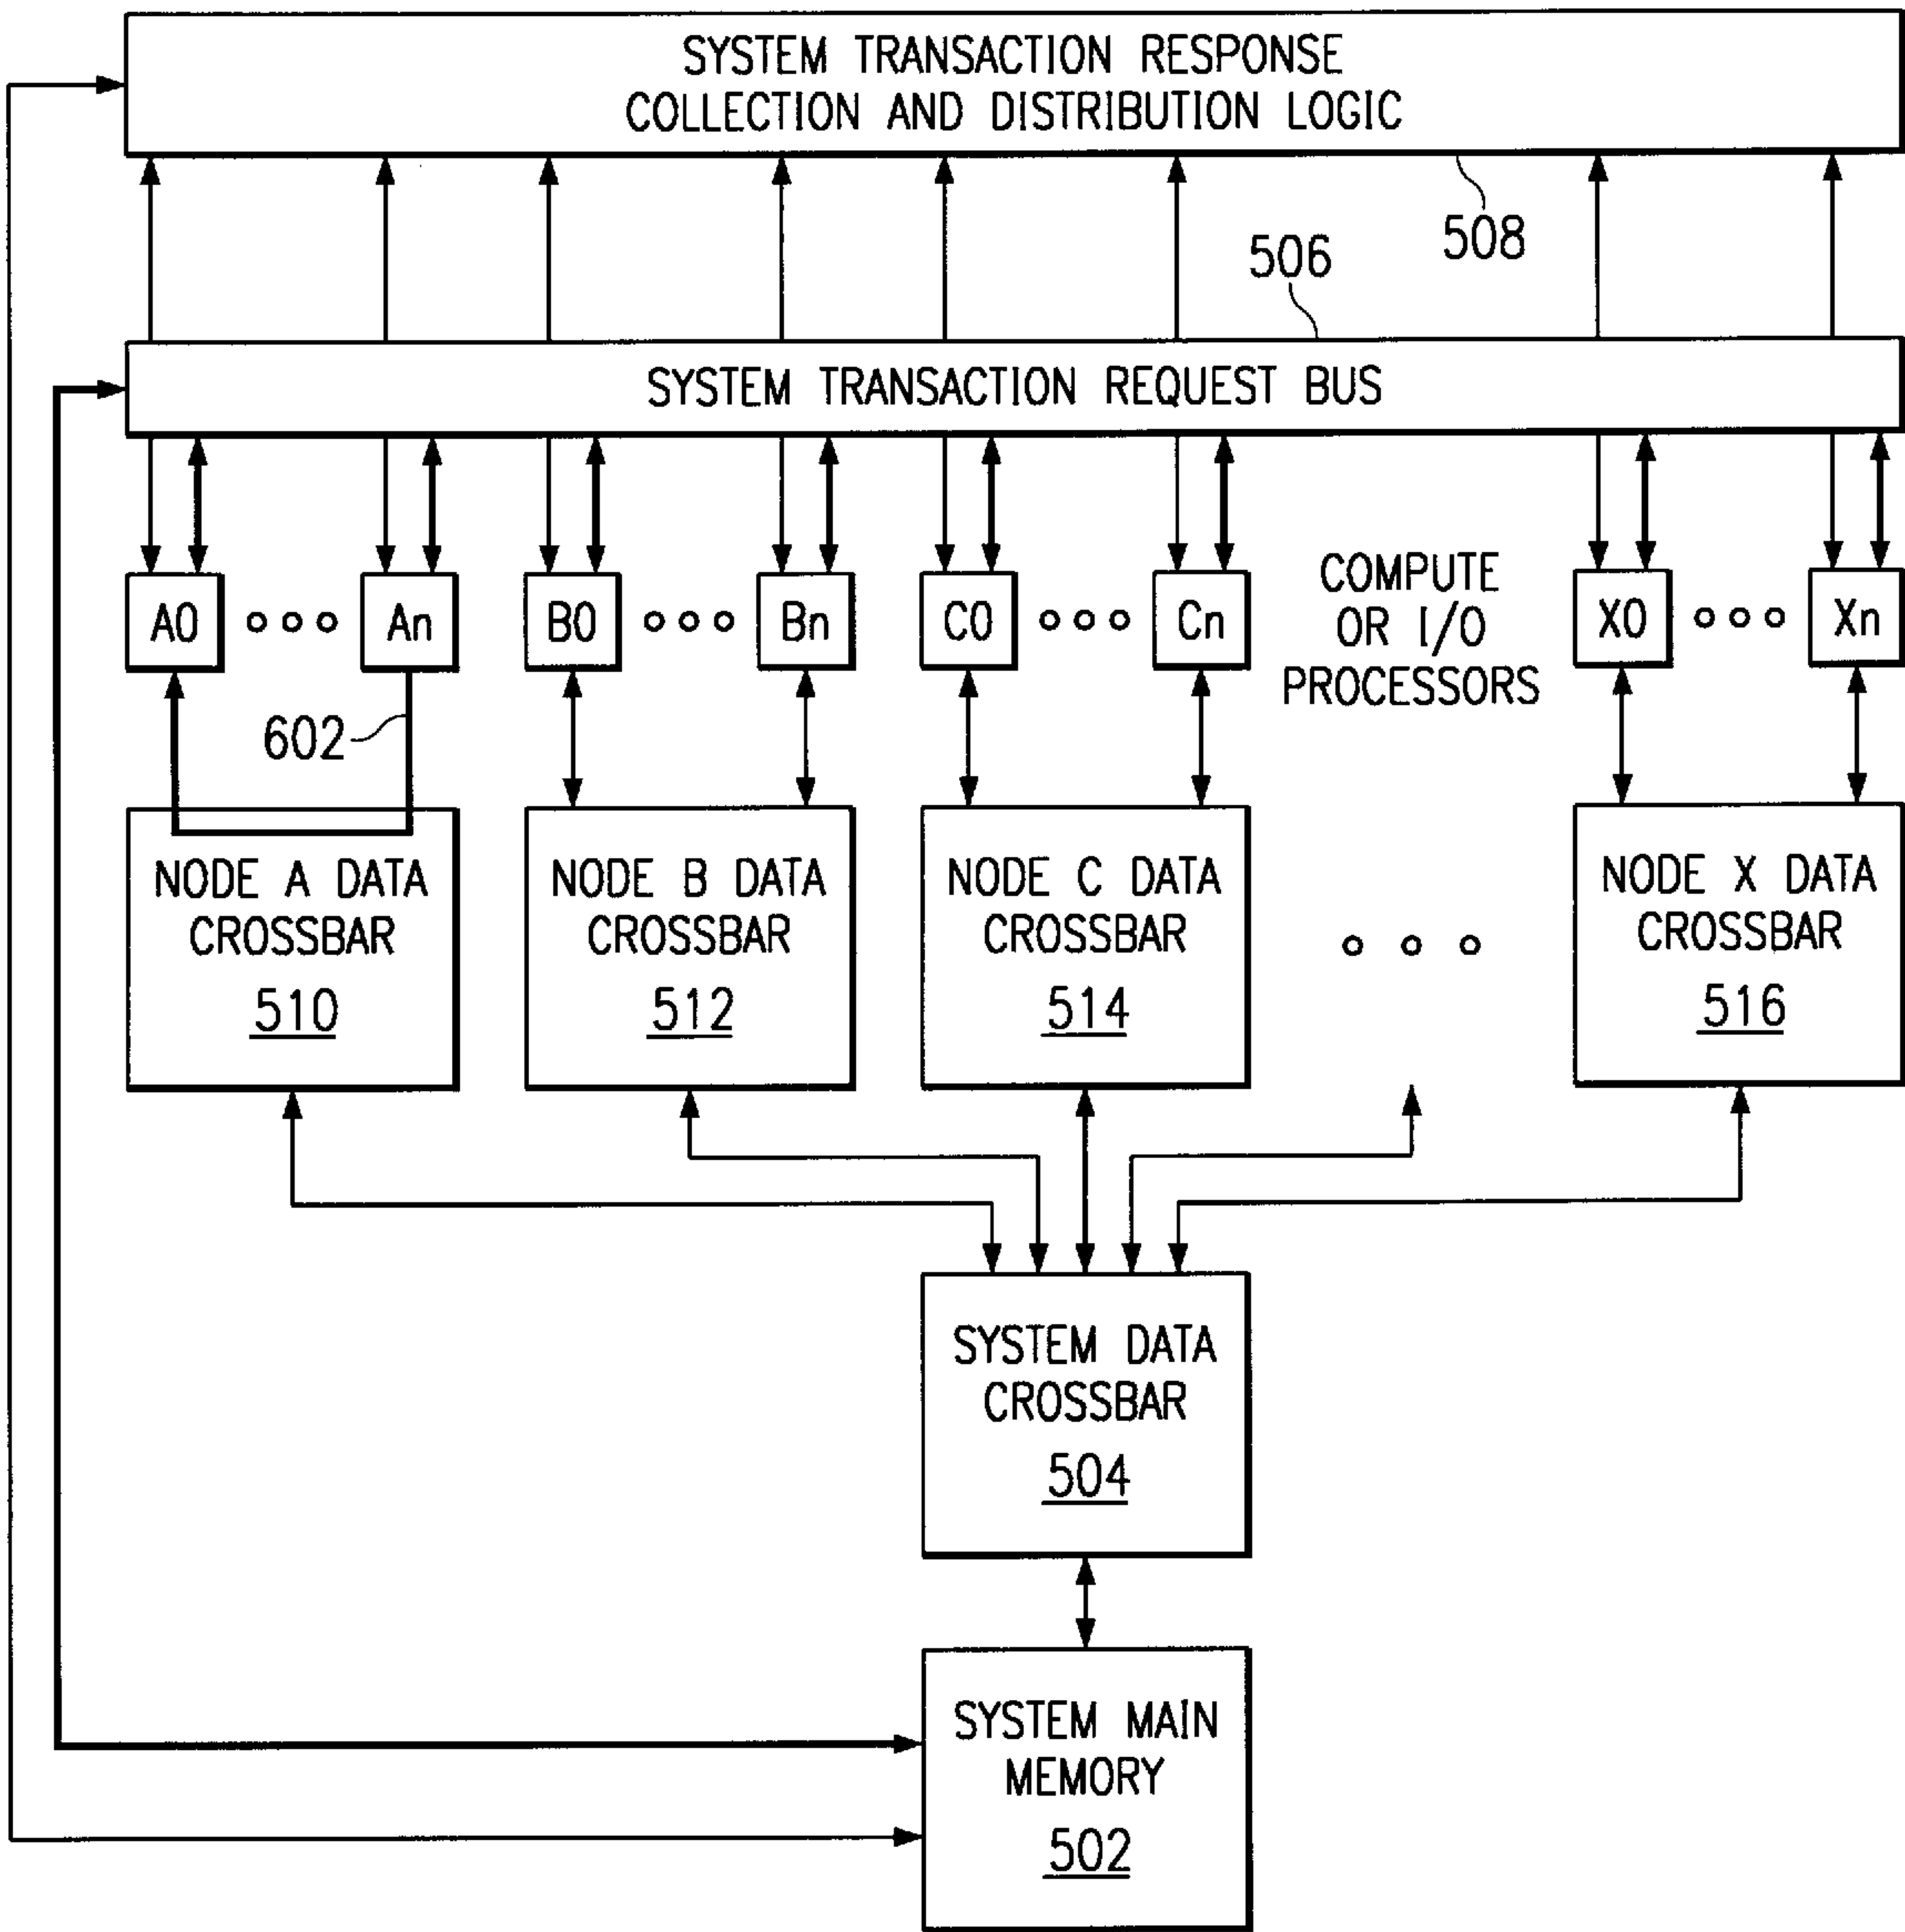 SYSTEM TRANSACTION RESPONSE
COLLECTION AND DISTRIBUTION LOGIC
508
506
SYSTEM TRANSACTION REQUEST BUS
A0
An
B0
Bn
C0
Cn
COMPUTE
OR I/O
PROCESSORS
X0
Xn
602
NODE A DATA
CROSSBAR
510
NODE B DATA
CROSSBAR
512
NODE C DATA
CROSSBAR
514
NODE X DATA
CROSSBAR
516
SYSTEM DATA
CROSSBAR
504
SYSTEM MAIN
MEMORY
502